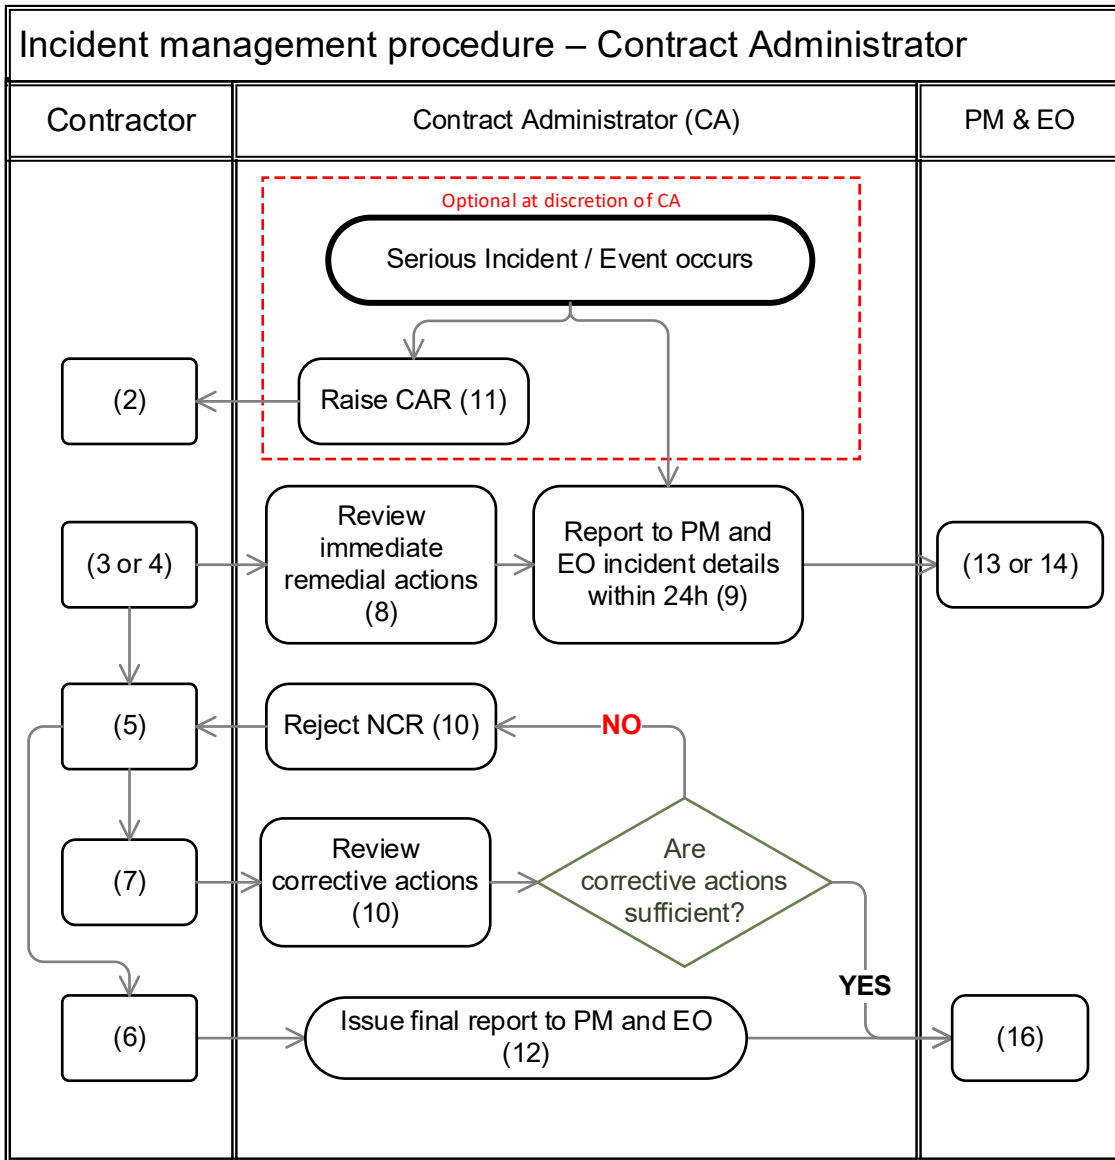 Incident management procedure – Contract Administrator
Contractor
Contract Administrator (CA)
PM & EO
Optional at discretion of CA
Serious Incident / Event occurs
(2)
Raise CAR (11)
(3 or 4)
Review
immediate
remedial actions
(8)
Report to PM and
EO incident details
within 24h (9)
(13 or 14)
(5)
Reject NCR (10)
NO
(7)
Review
corrective actions
(10)
Are
corrective actions
sufficient?
YES
(6)
Issue final report to PM and EO
(12)
(16)